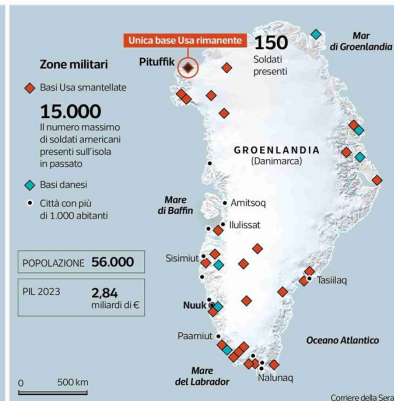 Unica base Usa rimanente
Pituffik
150
Soldati
presenti
Mar
di Groenlandia
Zone militari
Basi Usa smantellate
15.000
Il numero massimo
di soldati americani
presenti sull'isola
in passato
Basi danesi
Città con più
di 1.000 abitanti
GROENLANDIA
(Danimarca)
Mare
di Baffin
Amitsoq
Ilulissat
Sisimiut
POPOLAZIONE 56.000
PIL 2023 2,84
miliardi di €
Nuuk
Tasiilaq
Paamiut
Oceano Atlantico
Mare
del Labrador
Nalunaq
0 500 km
Corriere della Sera